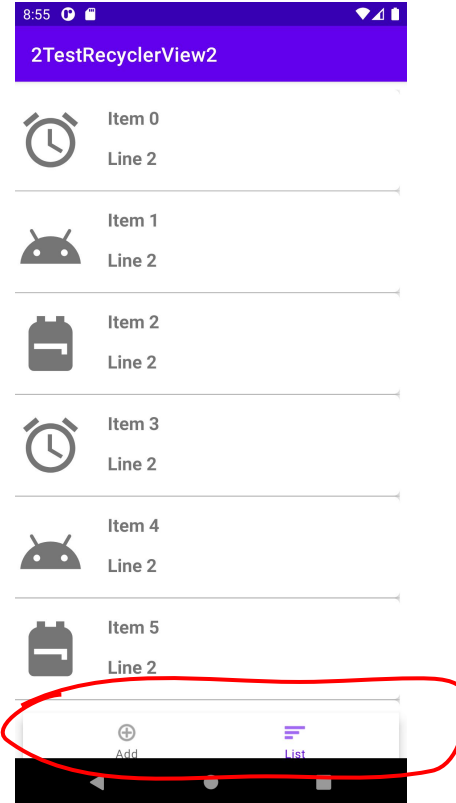 8:55
2TestRecyclerView2
Item 0
Line 2
Item 1
Line 2
Item 2
Line 2
Item 3
Line 2
Item 4
Line 2
Item 5
Line 2
Add
List